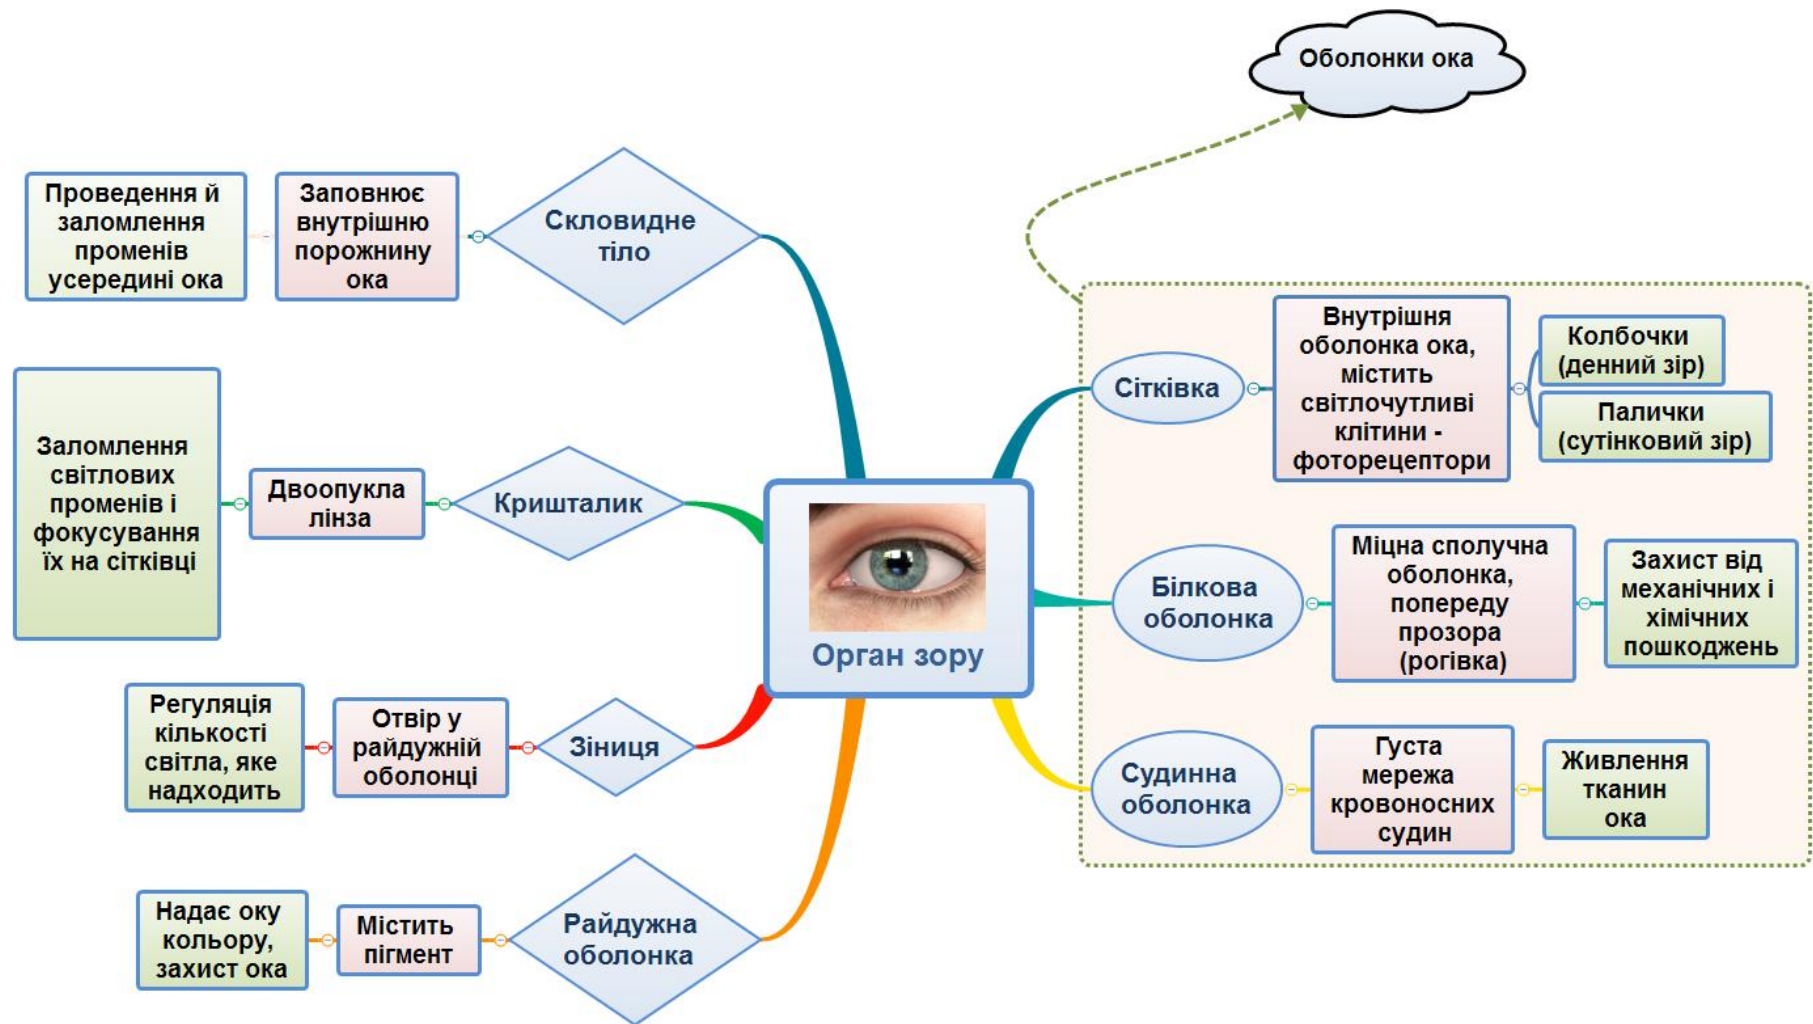 Оболонки ока
Проведення й
заломлення
променів
усередині ока
Заповнює
внутрішню
порожнину
ока
Скловидне
тіло
Заломлення
світлових
променів і
фокусування
їх на сітківці
Двоопукла
лінза
Кришталик
Регуляція
кількості
світла, яке
надходить
Отвір у
райдужній
оболонці
Зіниця
Надає оку
кольору,
захист ока
Містить
пігмент
Райдужна
оболонка
Орган зору
Сітківка
Внутрішня
оболонка ока,
містить
світлочутливі
клітини -
фоторецептори
Колбочки
(денний зір)
Палички
(сутінковий зір)
Білкова
оболонка
Міцна сполучна
оболонка,
попереду
прозора
(рогівка)
Захист від
механічних і
хімічних
пошкоджень
Судинна
оболонка
Густа
мережа
кровоносних
судин
Живлення
тканин
ока